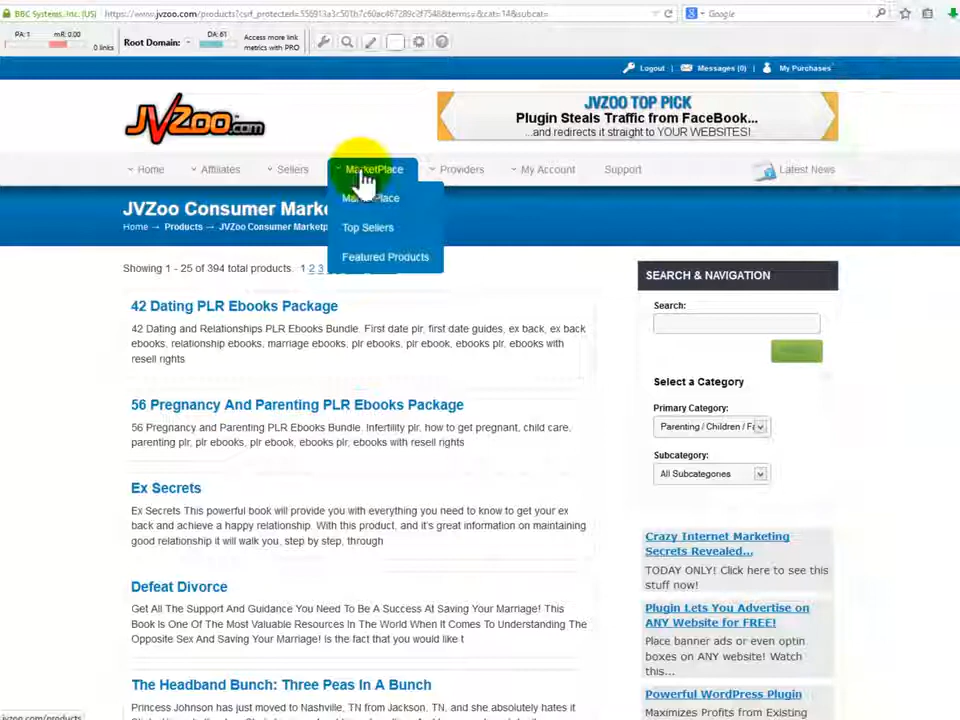 BBC Systems, Inc. (US) https://www.jvzoo.com/products?csrf_protected=556913a3c501b7c60ac467289c2f7548&terms=&cat=14&subcat= Google
PA: 1 mR: 0.00 0 links Root Domain: DA: 61 Access more link metrics with PRO
Logout | Messages (0) | My Purchases
JVZoo.com
JVZOO TOP PICK
Plugin Steals Traffic from FaceBook...
...and redirects it straight to YOUR WEBSITES!
Home Affiliates Sellers MarketPlace Providers My Account Support Latest News
MarketPlace
Top Sellers
Featured Products
JVZoo Consumer Marke
Home → Products → JVZoo Consumer Marketp
Showing 1 - 25 of 394 total products. 1 2 3
42 Dating PLR Ebooks Package
42 Dating and Relationships PLR Ebooks Bundle. First date plr, first date guides, ex back, ex back
ebooks, relationship ebooks, marriage ebooks, plr ebooks, plr ebook, ebooks plr, ebooks with
resell rights
56 Pregnancy And Parenting PLR Ebooks Package
56 Pregnancy and Parenting PLR Ebooks Bundle. Infertility plr, how to get pregnant, child care,
parenting plr, plr ebooks, plr ebook, ebooks plr, ebooks with resell rights
Ex Secrets
Ex Secrets This powerful book will provide you with everything you need to know to get your ex
back and achieve a happy relationship. With this product, and it's great information on maintaining
good relationship it will walk you, step by step, through
Defeat Divorce
Get All The Support And Guidance You Need To Be A Success At Saving Your Marriage! This
Book Is One Of The Most Valuable Resources In The World When It Comes To Understanding The
Opposite Sex And Saving Your Marriage! is the fact that you would like t
The Headband Bunch: Three Peas In A Bunch
Princess Johnson has just moved to Nashville, TN from Jackson, TN, and she absolutely hates it
SEARCH & NAVIGATION
Search:
Select a Category
Primary Category:
Parenting / Children / Fa
Subcategory:
All Subcategories
Crazy Internet Marketing
Secrets Revealed...
TODAY ONLY! Click here to see this
stuff now!
Plugin Lets You Advertise on
ANY Website for FREE!
Place banner ads or even optin
boxes on ANY website! Watch
this...
Powerful WordPress Plugin
Maximizes Profits from Existing
jvzoo.com/products